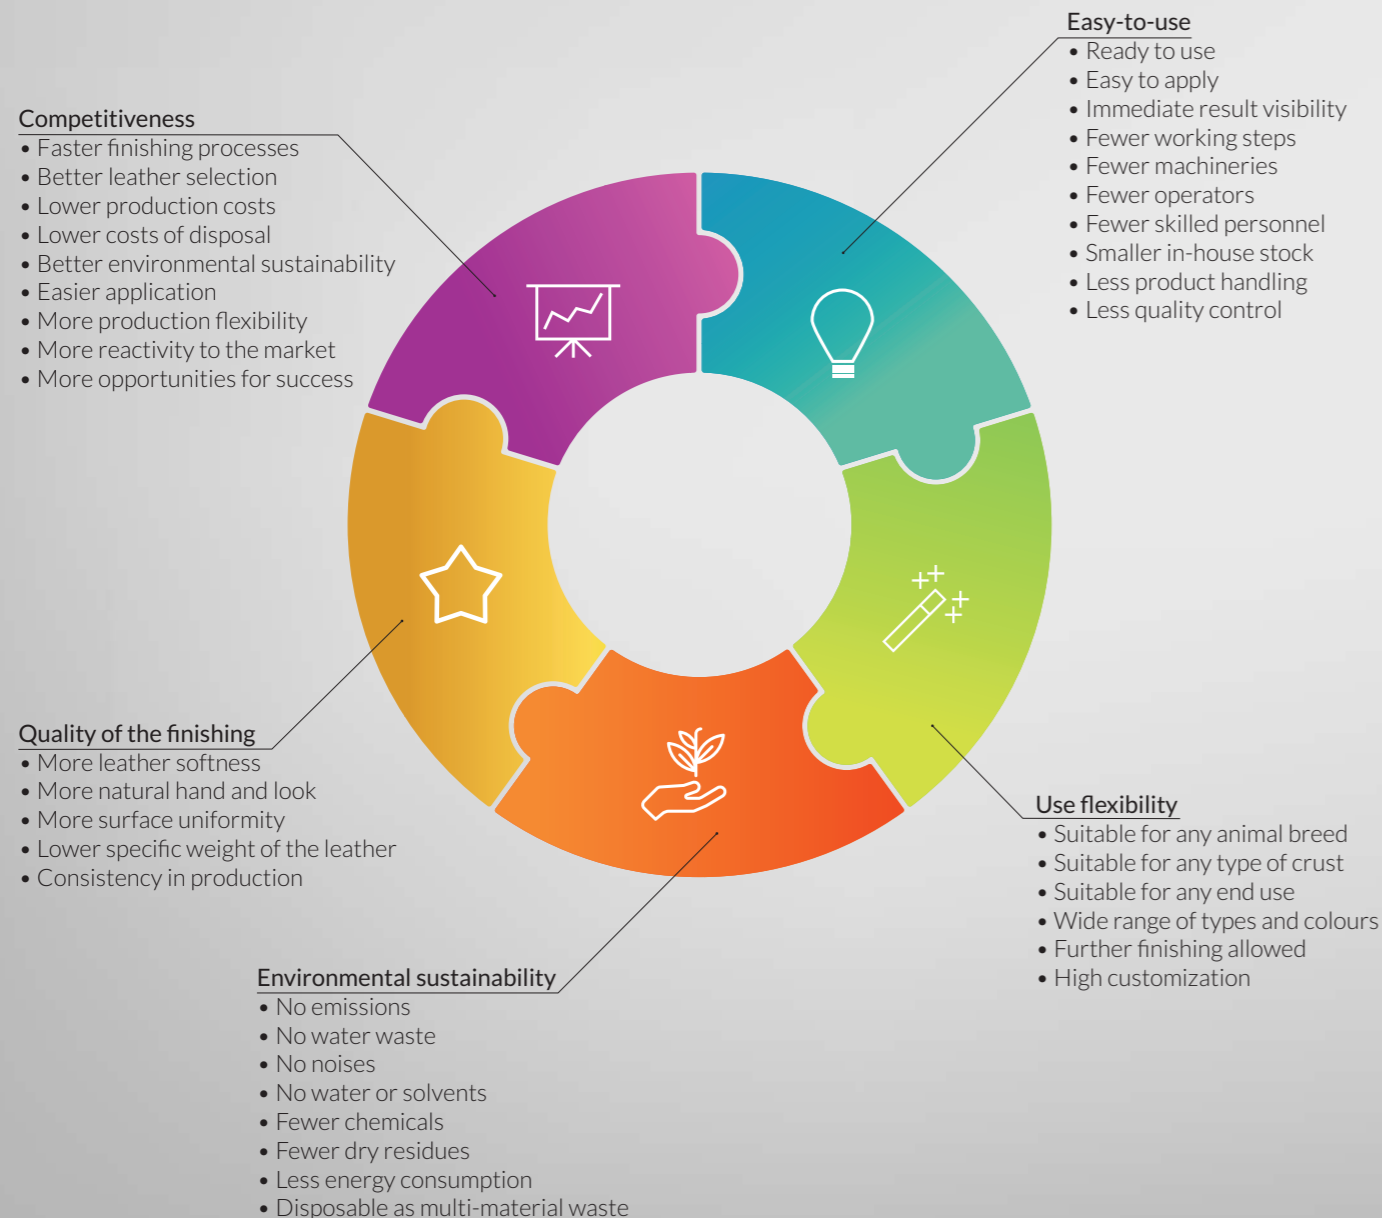 Easy-to-use
• Ready to use
• Easy to apply
• Immediate result visibility
• Fewer working steps
• Fewer machineries
• Fewer operators
• Fewer skilled personnel
• Smaller in-house stock
• Less product handling
• Less quality control
Competitiveness
• Faster finishing processes
• Better leather selection
• Lower production costs
• Lower costs of disposal
• Better environmental sustainability
• Easier application
• More production flexibility
• More reactivity to the market
• More opportunities for success
Quality of the finishing
• More leather softness
• More natural hand and look
• More surface uniformity
• Lower specific weight of the leather
• Consistency in production
Use flexibility
• Suitable for any animal breed
• Suitable for any type of crust
• Suitable for any end use
• Wide range of types and colours
• Further finishing allowed
• High customization
Environmental sustainability
• No emissions
• No water waste
• No noises
• No water or solvents
• Fewer chemicals
• Fewer dry residues
• Less energy consumption
• Disposable as multi-material waste